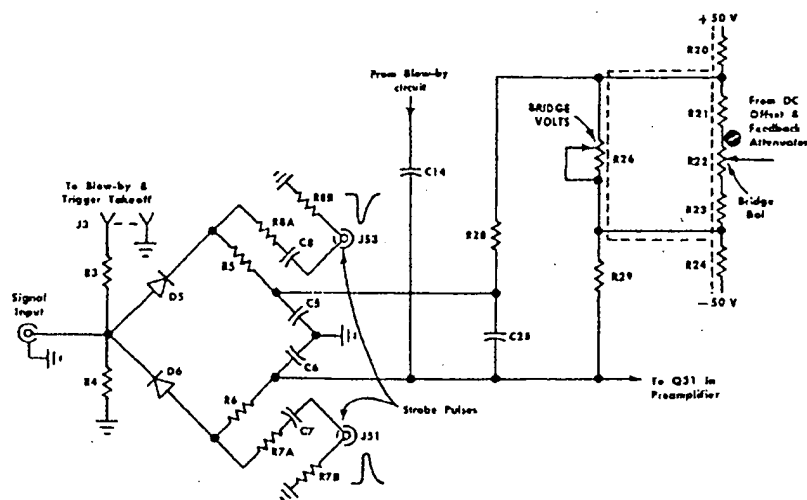 + 50 V
R20
From Blow-by
circuit
BRIDGE
VOLTS
R21
From DC
Offset &
Feedback
Attenuator
R26
R22
C14
To Blow-by &
Trigger Takeoff
J3
R8B
J53
R8A
C8
R23
Bridge
Bal
R28
R3
R5
R24
R29
D5
Signal
Input
C5
— 50 V
C25
D6
C6
R4
R6
To Q31 in
Preamplifier
Strobe Pulses
C7
J51
R7A
R7B